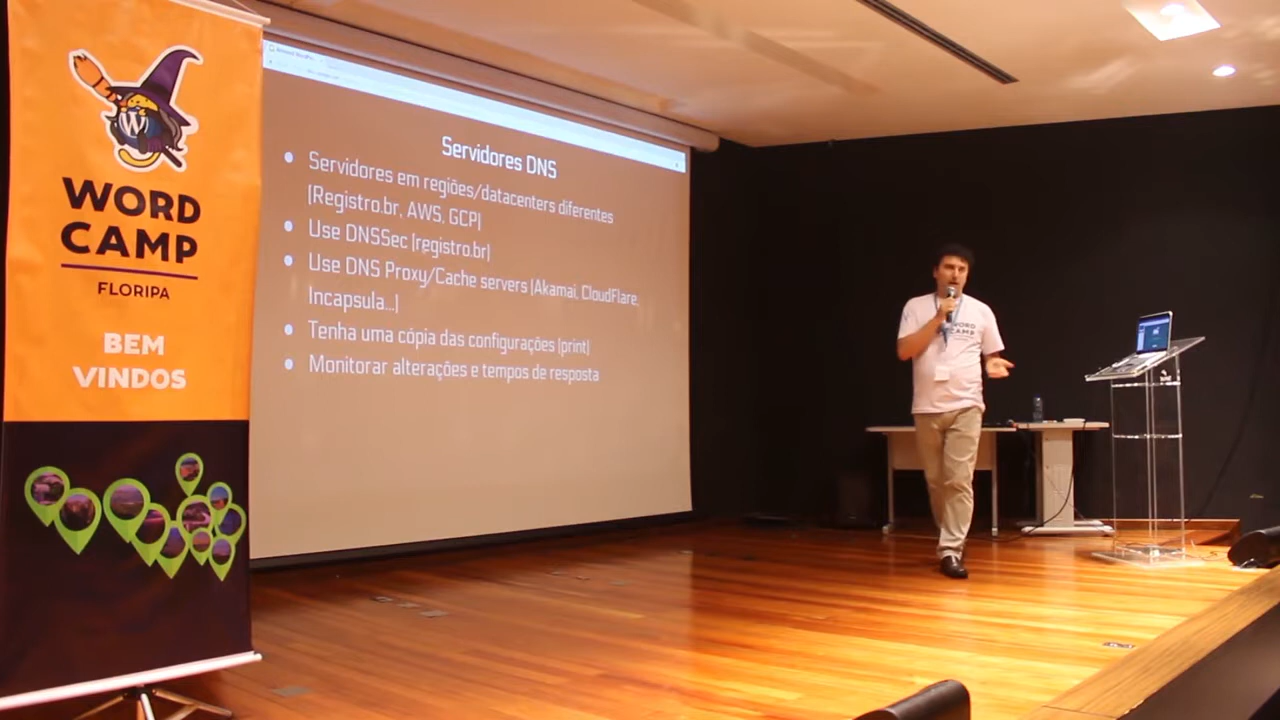 WORD
CAMP
FLORIPA
BEM
VINDOS
Servidores DNS
Servidores em regiões/datacenters diferentes
(Registro.br, AWS, GCP)
Use DNSSec (registro.br)
Use DNS Proxy/Cache servers (Akamai, CloudFlare,
Incapsula...)
Tenha uma cópia das configurações (print)
Monitorar alterações e tempos de resposta
WORD
CAMP